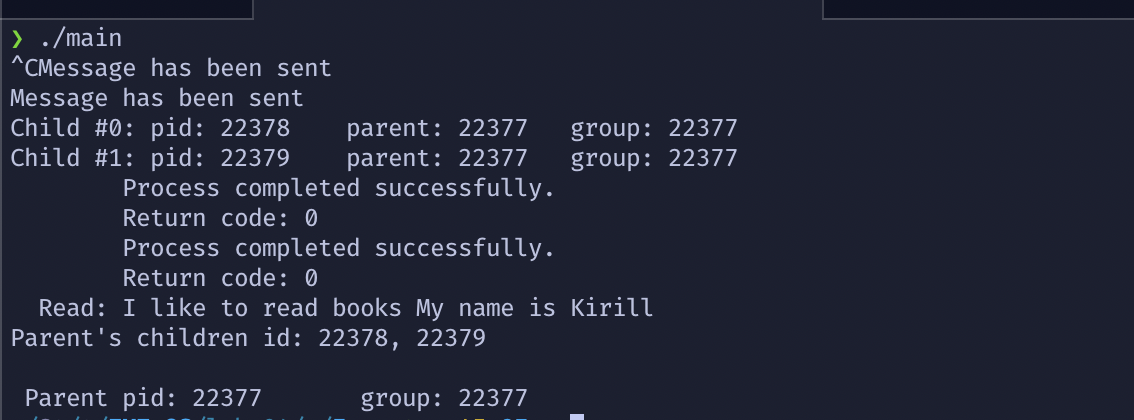 ❯ ./main
^CMessage has been sent
Message has been sent
Child #0: pid: 22378    parent: 22377   group: 22377
Child #1: pid: 22379    parent: 22377   group: 22377
        Process completed successfully.
        Return code: 0
        Process completed successfully.
        Return code: 0
  Read: I like to read books My name is Kirill
Parent's children id: 22378, 22379

 Parent pid: 22377       group: 22377